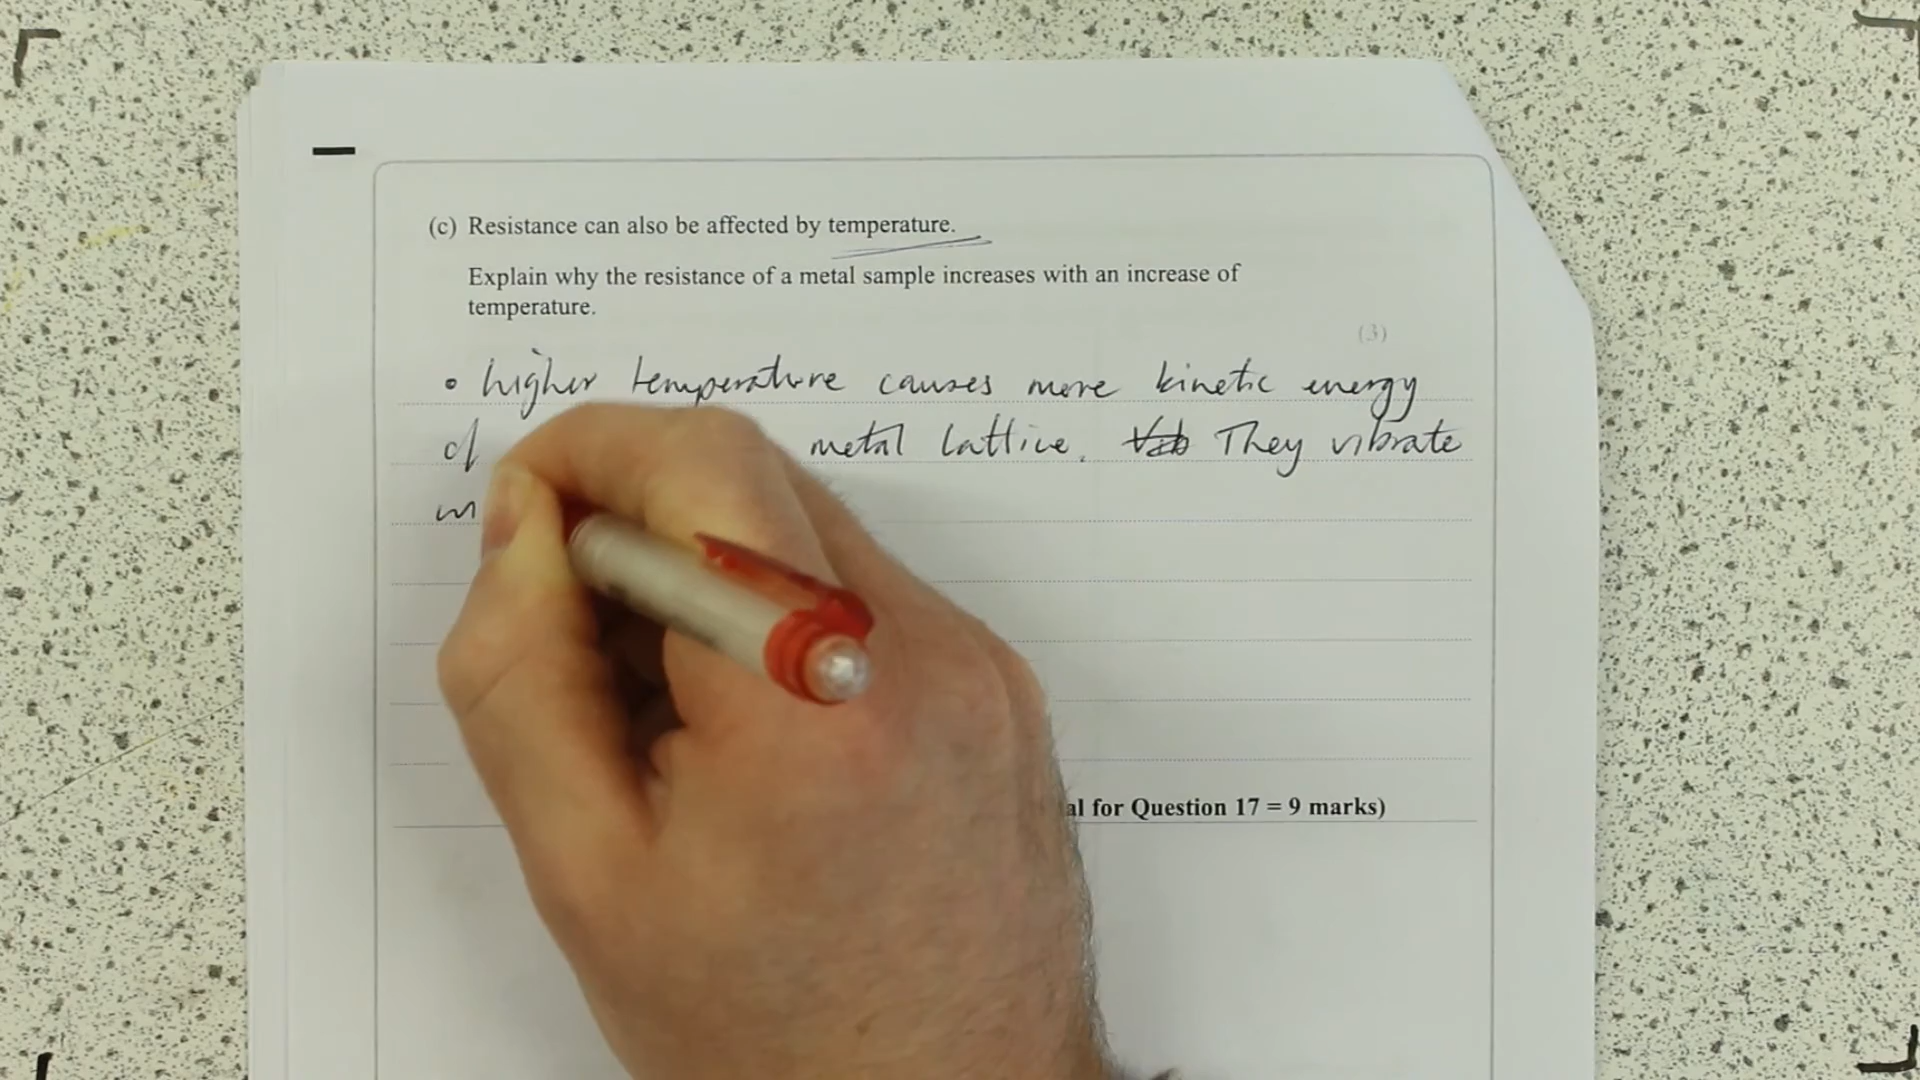 (c) Resistance can also be affected by temperature.
Explain why the resistance of a metal sample increases with an increase of
temperature.
(3)
• higher temperature causes more kinetic energy
of metal lattice. Vib They vibrate
m
al for Question 17 = 9 marks)